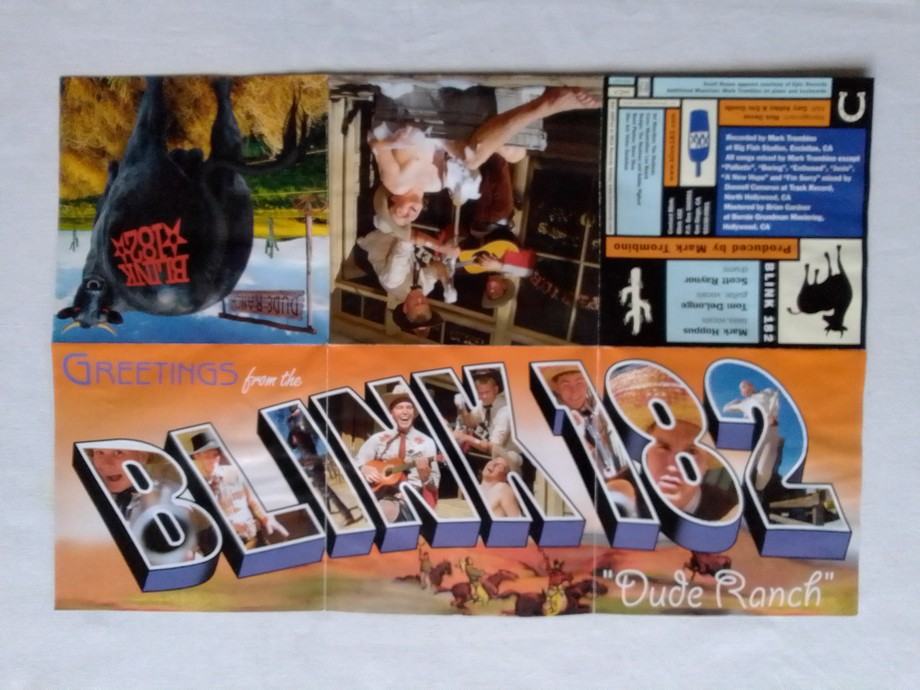 BLINK
182
DUDE RANCH
Recorded by Mark Trombino
at Big Fish Studios, Encinitas, CA
All songs mixed by Mark Trombino except
"Pathetic", "Boring", "Enthused", "Josie",
"A New Hope" and "I'm Sorry" mixed by
Donnell Cameron at Track Record,
North Hollywood, CA
Mastered by Brian Gardner
at Bernie Grundman Mastering,
Hollywood, CA
Produced by Mark Trombino
BLINK 182
Mark Hoppus
bass, vocals
Tom DeLonge
guitar, vocals
Scott Raynor
drums
GREETINGS from the
BLINK 182
"Dude Ranch"